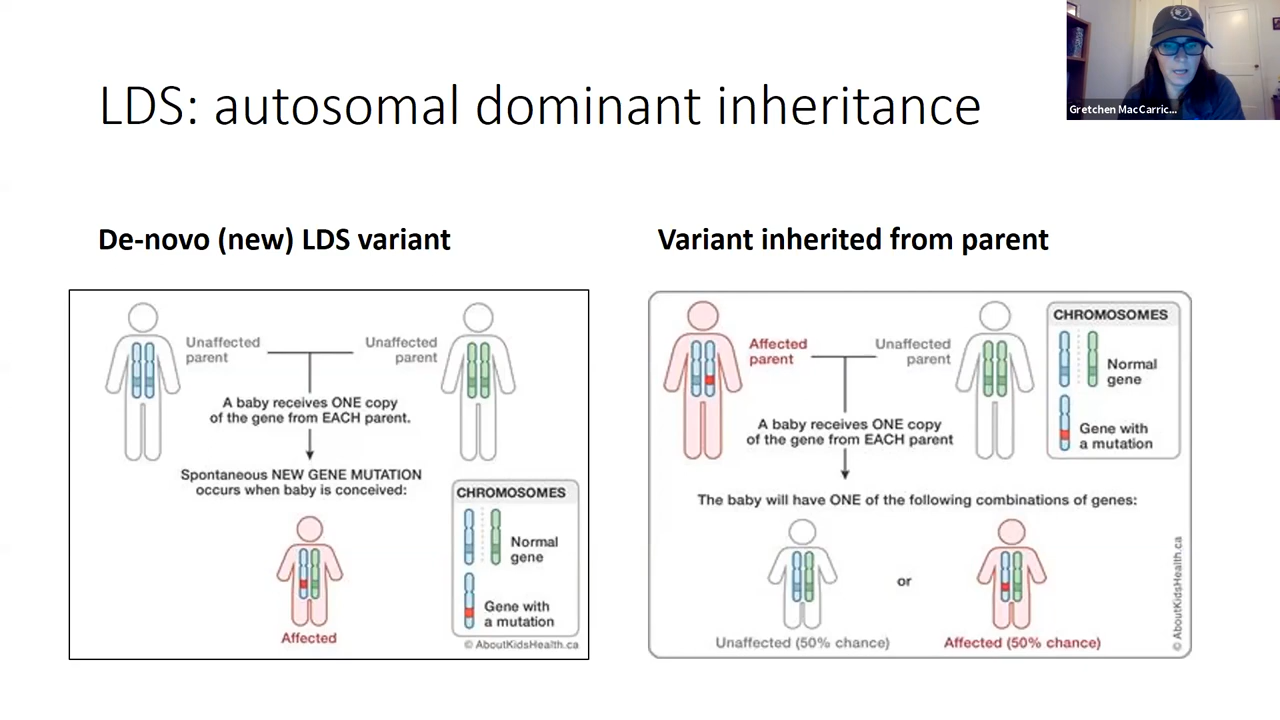 LDS: autosomal dominant inheritance
Gretchen MacCarric...
De-novo (new) LDS variant
Unaffected
parent
Unaffected
parent
A baby receives ONE copy
of the gene from EACH parent.
Spontaneous NEW GENE MUTATION
occurs when baby is conceived:
Affected
CHROMOSOMES
Normal
gene
Gene with
a mutation
© AboutKidsHealth.ca
Variant inherited from parent
Affected
parent
Unaffected
parent
A baby receives ONE copy
of the gene from EACH parent
The baby will have ONE of the following combinations of genes:
or
Unaffected (50% chance)
Affected (50% chance)
CHROMOSOMES
Normal
gene
Gene with
a mutation
© AboutKidsHealth.ca